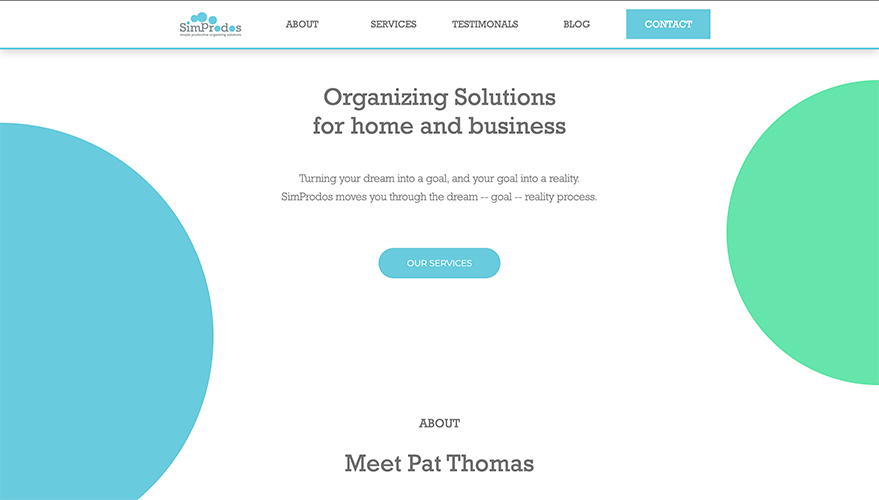 SimProdos
simple productive organizing solutions
ABOUT
SERVICES
TESTIMONALS
BLOG
CONTACT
Organizing Solutions
for home and business
Turning your dream into a goal, and your goal into a reality.
SimProdos moves you through the dream -- goal -- reality process.
OUR SERVICES
ABOUT
Meet Pat Thomas